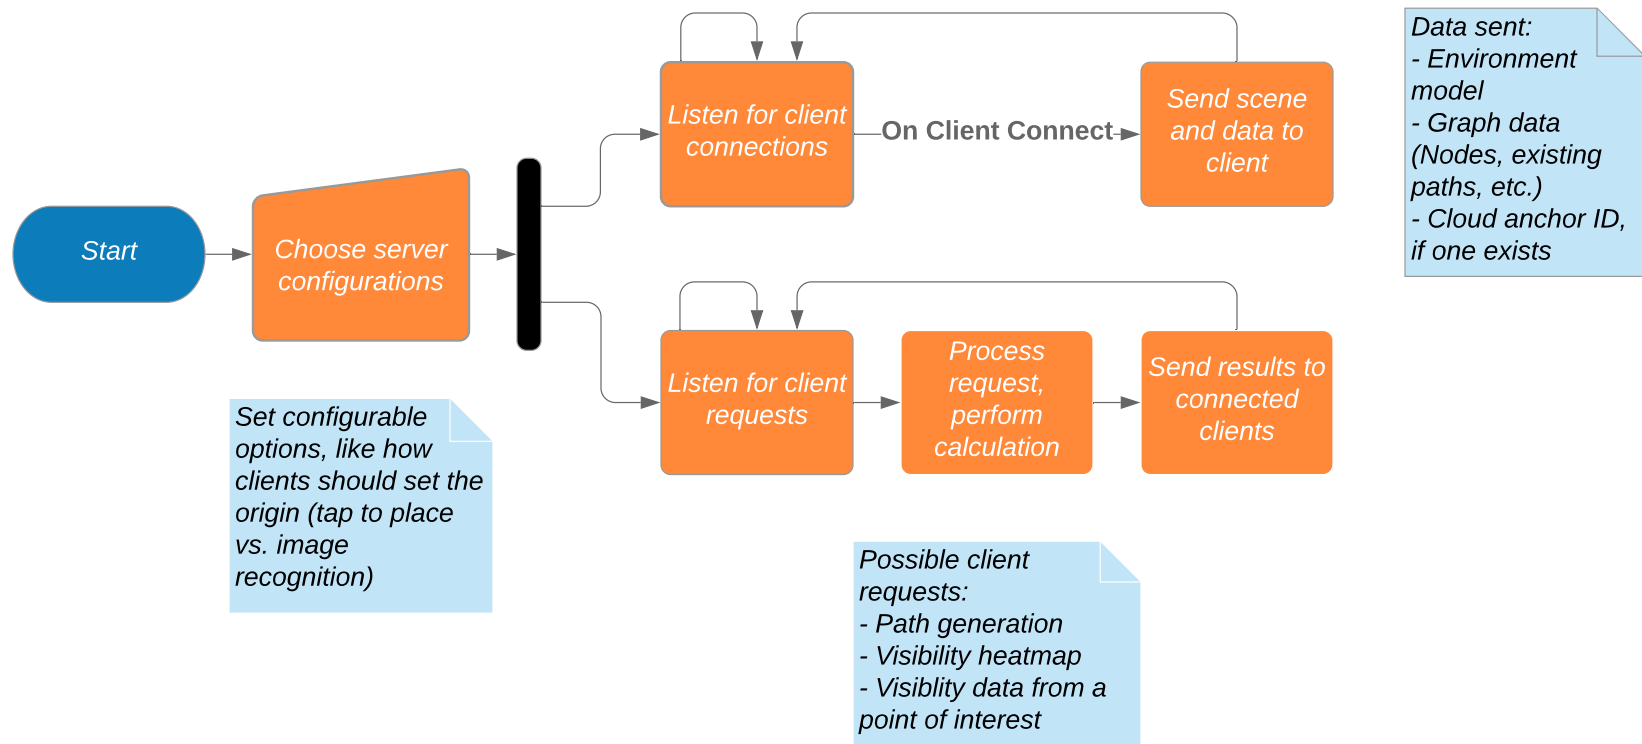 Start
Choose server
configurations
Set configurable
options, like how
clients should set the
origin (tap to place
vs. image
recognition)
Listen for client
connections
On Client Connect
Send scene
and data to
client
Data sent:
- Environment
model
- Graph data
(Nodes, existing
paths, etc.)
- Cloud anchor ID,
if one exists
Listen for client
requests
Process
request,
perform
calculation
Send results to
connected
clients
Possible client
requests:
- Path generation
- Visibility heatmap
- Visiblity data from a
point of interest